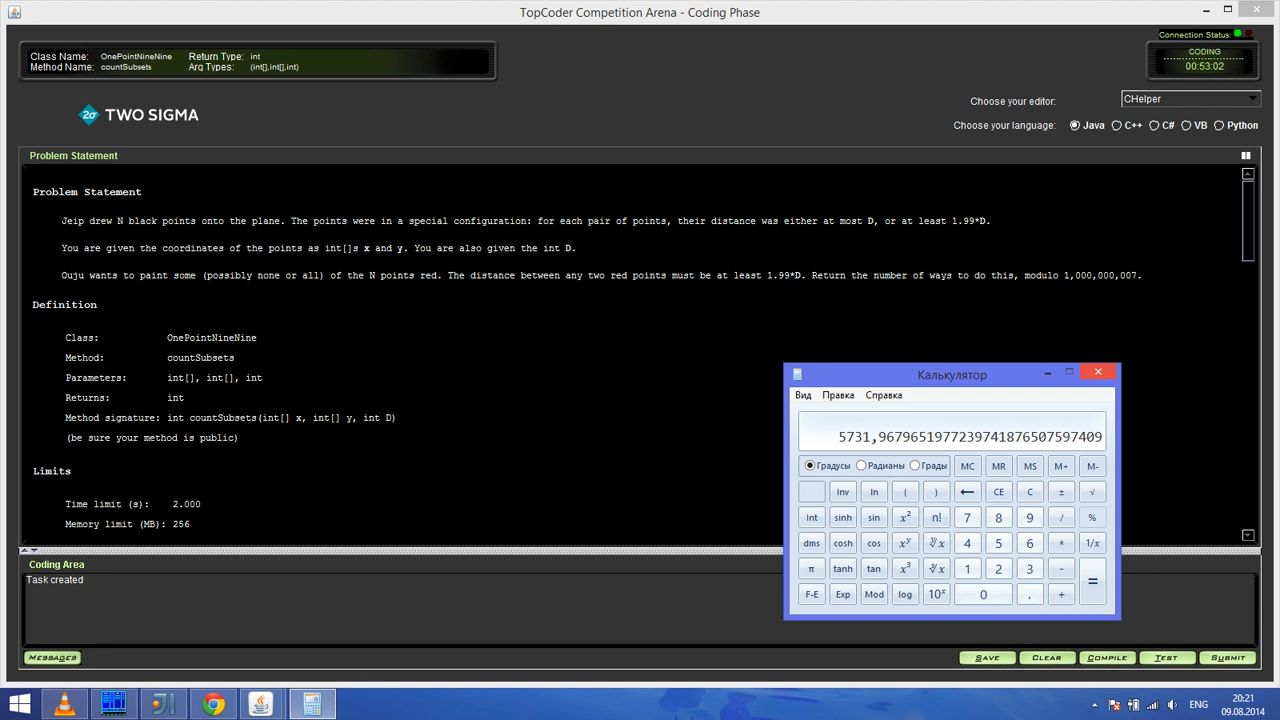 TopCoder Competition Arena - Coding Phase
Connection Status:
Class Name: OnePointNineNine Return Type: int
Method Name: countSubsets Arg Types: (int[],int[],int)
CODING
00:53:02
2σ TWO SIGMA
Choose your editor: CHelper
Choose your language: Java C++ C# VB Python
Problem Statement
Problem Statement
Jeip drew N black points onto the plane. The points were in a special configuration: for each pair of points, their distance was either at most D, or at least 1.99*D.
You are given the coordinates of the points as int[]s x and y. You are also given the int D.
Ouju wants to paint some (possibly none or all) of the N points red. The distance between any two red points must be at least 1.99*D. Return the number of ways to do this, modulo 1,000,000,007.
Definition
Class: OnePointNineNine
Method: countSubsets
Parameters: int[], int[], int
Returns: int
Method signature: int countSubsets(int[] x, int[] y, int D)
(be sure your method is public)
Limits
Time limit (s): 2.000
Memory limit (MB): 256
Калькулятор
Вид Правка Справка
5731,9679651977239741876507597409
Градусы Радианы Грады MC MR MS M+ M-
Inv ln ( ) ← CE C ± √
Int sinh sin x² n! 7 8 9 / %
dms cosh cos xʸ ʸ√x 4 5 6 * 1/x
π tanh tan x³ ³√x 1 2 3 - =
F-E Exp Mod log 10ˣ 0 , +
Coding Area
Task created
MESSAGES SAVE CLEAR COMPILE TEST SUBMIT
ENG
20:21
09.08.2014